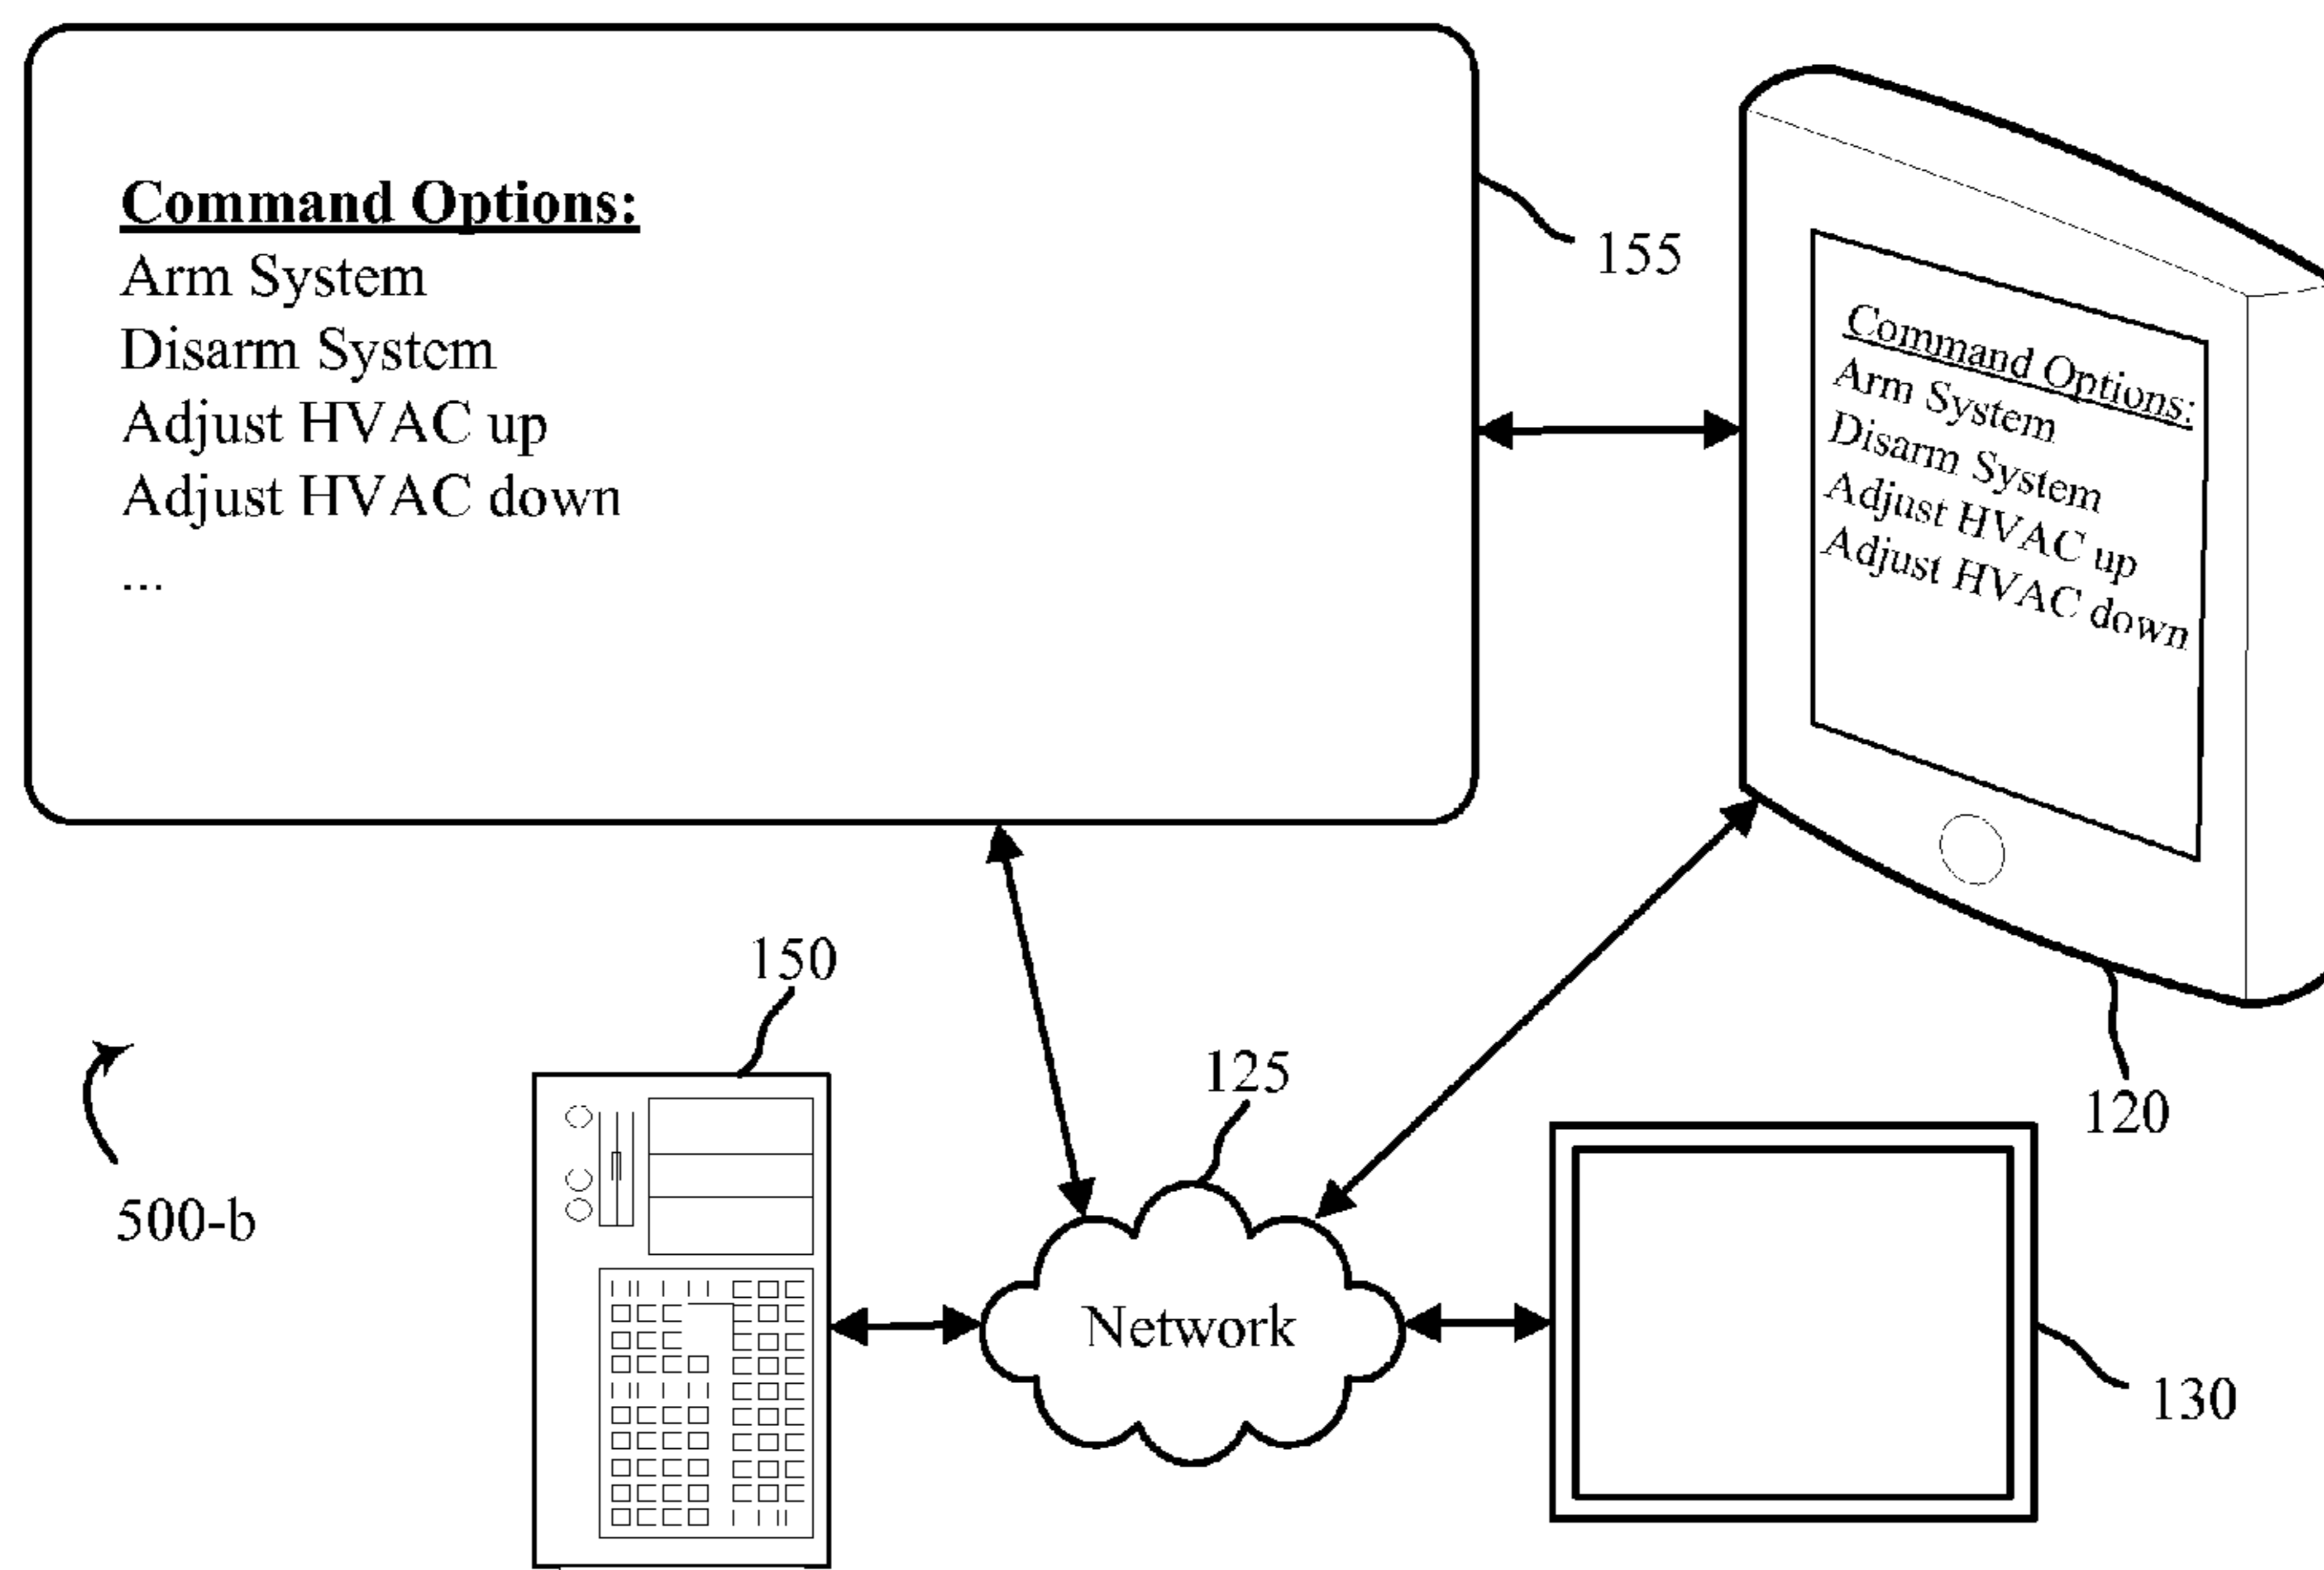 Command Options:
Arm System
Disarm System
Adjust HVAC up
Adjust HVAC down
...
155
Command Options:
Arm System
Disarm System
Adjust HVAC up
Adjust HVAC down
150
125
120
500-b
Network
130